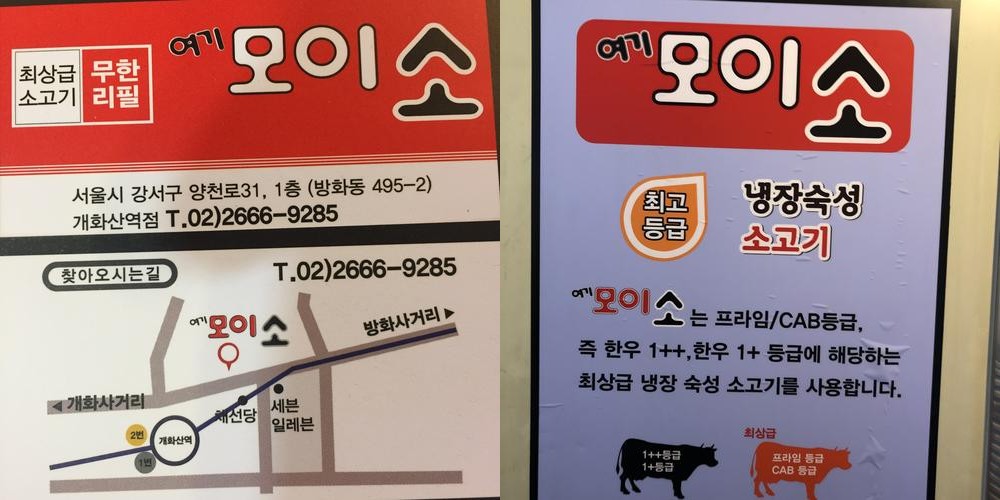 최상급
소고기
무한
리필
여기 모이소
서울시 강서구 양천로31, 1층 (방화동 495-2)
개화산역점 T.02)2666-9285
찾아오시는길
T.02)2666-9285
여기 모이소
방화사거리 ▶
◀ 개화사거리
채선당
세븐
일레븐
2번
개화산역
1번
여기 모이소
최고
등급
냉장숙성
소고기
여기 모이소는 프라임/CAB등급,
즉 한우 1++,한우 1+ 등급에 해당하는
최상급 냉장 숙성 소고기를 사용합니다.
1++등급
1+등급
최상급
프라임 등급
CAB 등급